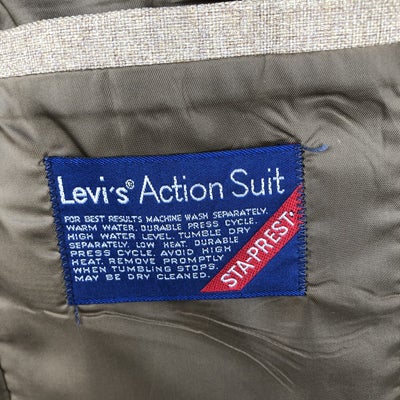 Levi's® Action Suit
FOR BEST RESULTS MACHINE WASH SEPARATELY.
WARM WATER, DURABLE PRESS CYCLE.
HIGH WATER LEVEL. TUMBLE DRY
SEPARATELY. LOW HEAT. DURABLE
PRESS CYCLE. AVOID HIGH
HEAT. REMOVE PROMPTLY
WHEN TUMBLING STOPS.
MAY BE DRY CLEANED.
STA-PREST.